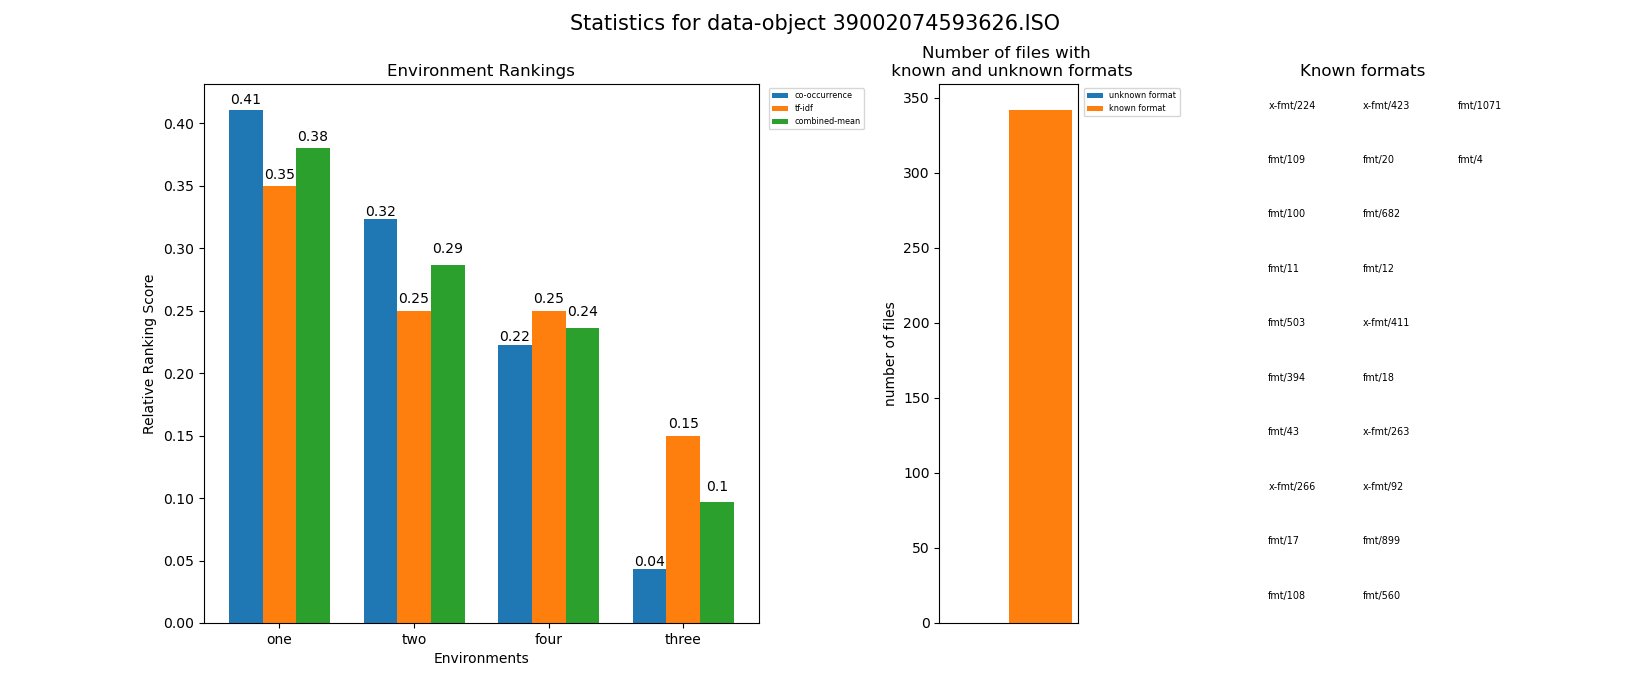 Statistics for data-object 39002074593626.ISO
Environment Rankings
Relative Ranking Score
0.40
0.35
0.30
0.25
0.20
0.15
0.10
0.05
0.00
0.41
0.35
0.38
0.32
0.25
0.29
0.22
0.25
0.24
0.04
0.15
0.1
one two four three
Environments
co-occurrence
tf-idf
combined-mean
Number of files with
known and unknown formats
number of files
350
300
250
200
150
100
50
0
unknown format
known format
Known formats
x-fmt/224 x-fmt/423 fmt/1071
fmt/109 fmt/20 fmt/4
fmt/100 fmt/682
fmt/11 fmt/12
fmt/503 x-fmt/411
fmt/394 fmt/18
fmt/43 x-fmt/263
x-fmt/266 x-fmt/92
fmt/17 fmt/899
fmt/108 fmt/560